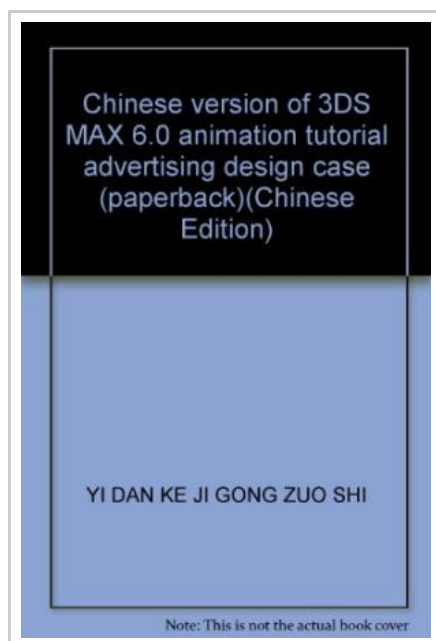 Chinese version of 3DS
MAX 6.0 animation tutorial
advertising design case
(paperback)(Chinese
Edition)
YI DAN KE JI GONG ZUO SHI
Note: This is not the actual book cover